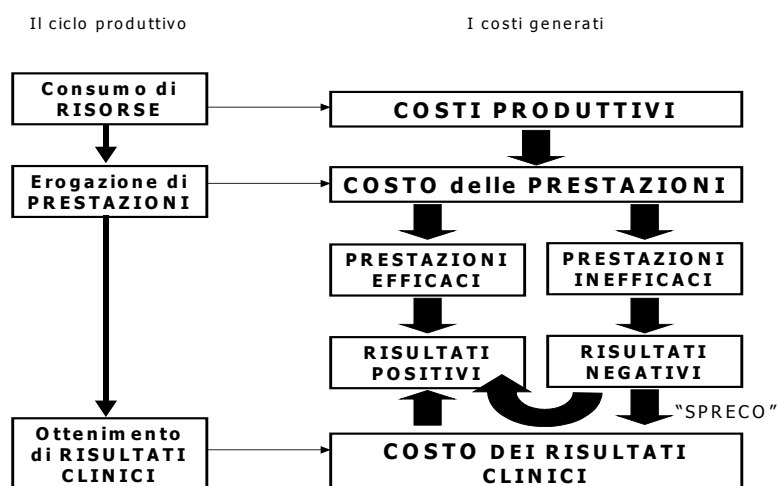 Il ciclo produttivo
I costi generati
Consumo di
RISORSE
COSTI PRODUTTIVI
Erogazione di
PRESTAZIONI
COSTO delle PRESTAZIONI
PRESTAZIONI
EFFICACI
PRESTAZIONI
INEFFICACI
RISULTATI
POSITIVI
RISULTATI
NEGATIVI
“SPRECO”
Ottenimento
di RISULTATI
CLINICI
COSTO DEI RISULTATI
CLINICI